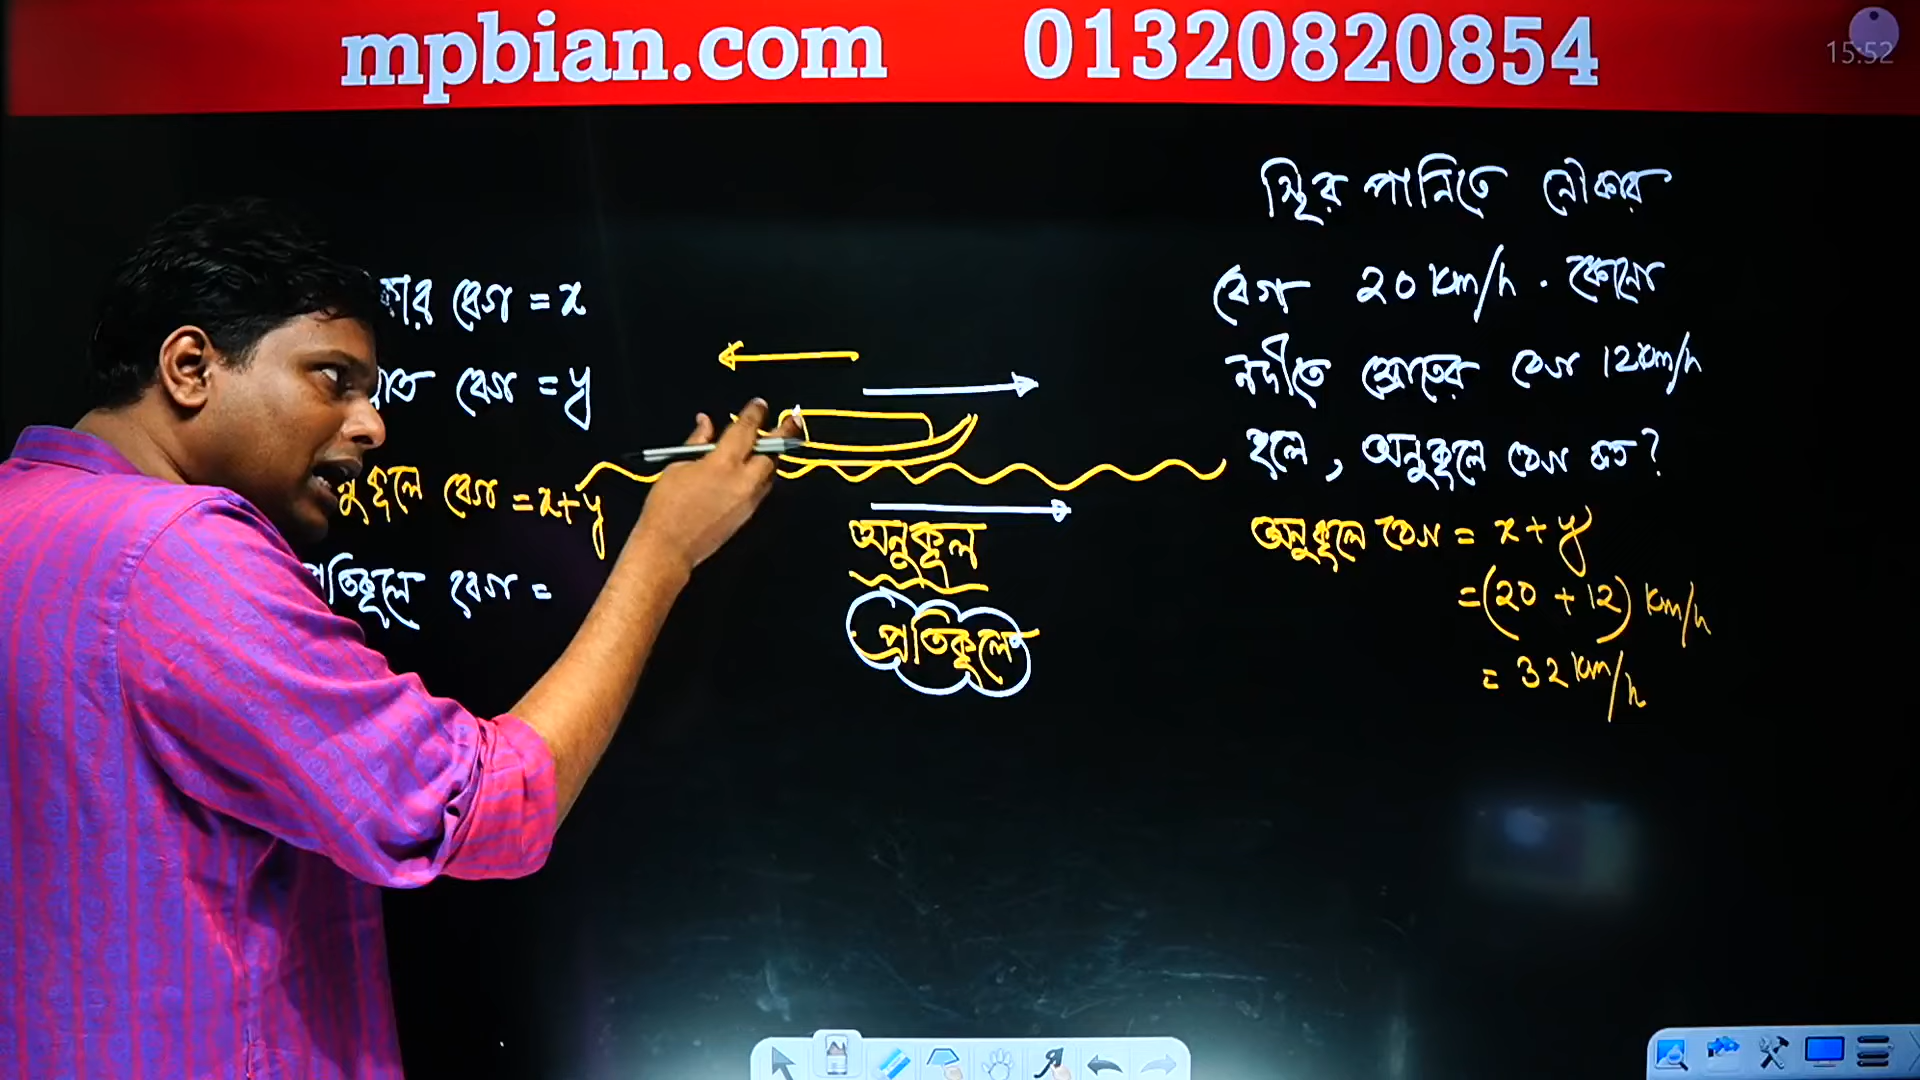 mpbian.com 01320820854
15:52
বেগ = x
বেগ = y
কূলে বেগ = x+y
প্রতিকূলে বেগ =
অনুকূল
প্রতিকূলে
স্থির পানিতে নৌকার
বেগ 20 km/h. কোনো
নদীতে স্রোতের বেগ 12 km/h
হলে, অনুকূলে বেগ কত?
অনুকূলে বেগ = x + y
= (20 + 12) km/h
= 32 km/h